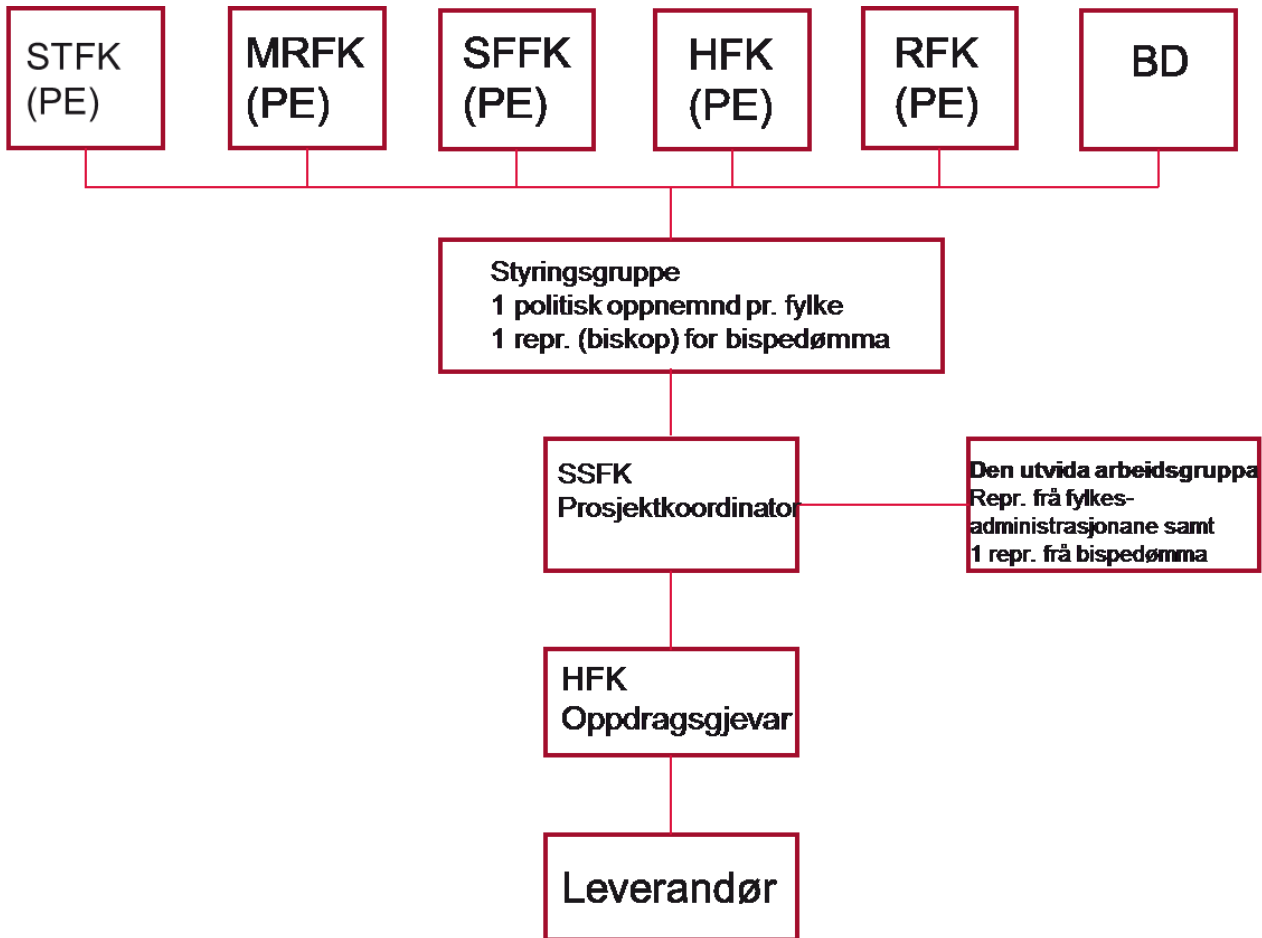 STFK
(PE)
MRFK
(PE)
SFFK
(PE)
HFK
(PE)
RFK
(PE)
BD
Styringsgruppe
1 politisk oppnemnd pr. fylke
1 repr. (biskop) for bispedømma
SSFK
Prosjektkoordinator
Den utvida arbeidsgruppa
Repr. frå fylkes-
administrasjonane samt
1 repr. frå bispedømma
HFK
Oppdragsgjevar
Leverandør